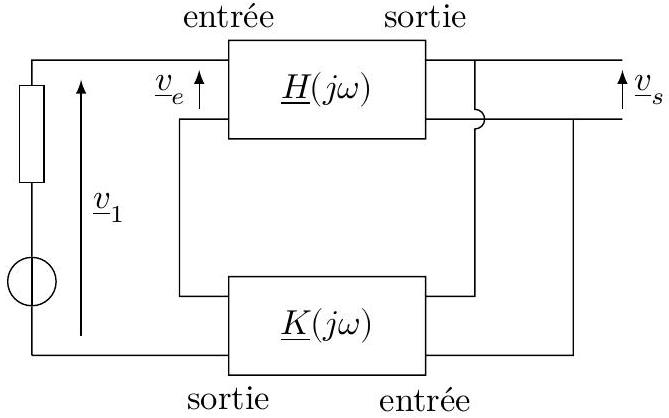 entrée sortie
v_e H(jω) v_s
v_1
K(jω)
sortie entrée